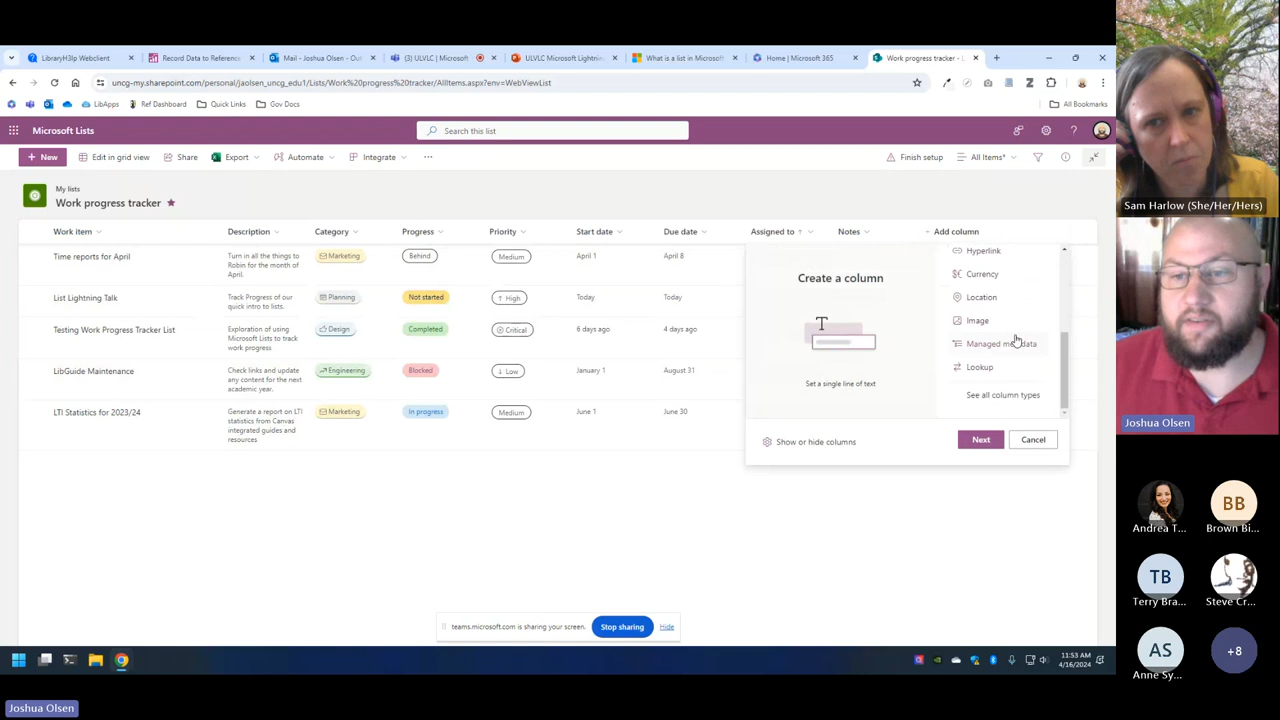 LibraryH3lp Webclient
Record Data to Reference
Mail - Joshua Olsen - Out
(3) ULVLC | Microsoft
ULVLC Microsoft Lightnin
What is a list in Microsoft
Home | Microsoft 365
Work progress tracker - L
uncg-my.sharepoint.com/personal/jaolsen_uncg_edu1/Lists/Work%20progress%20tracker/AllItems.aspx?env=WebViewList
LibApps
Ref Dashboard
Quick Links
Gov Docs
All Bookmarks
Microsoft Lists
Search this list
New
Edit in grid view
Share
Export
Automate
Integrate
Finish setup
All Items*
My lists
Work progress tracker
Work item
Description
Category
Progress
Priority
Start date
Due date
Assigned to
Notes
+ Add column
Time reports for April
Turn in all the things to
Robin for the month of
April.
Marketing
Behind
Medium
April 1
April 8
List Lightning Talk
Track Progress of our
quick intro to lists.
Planning
Not started
High
Today
Today
Testing Work Progress Tracker List
Exploration of using
Microsoft Lists to track
work progress
Design
Completed
Critical
6 days ago
4 days ago
LibGuide Maintenance
Check links and update
any content for the next
academic year.
Engineering
Blocked
Low
January 1
August 31
LTI Statistics for 2023/24
Generate a report on LTI
statistics from Canvas
integrated guides and
resources
Marketing
In progress
Medium
June 1
June 30
Create a column
Set a single line of text
Hyperlink
Currency
Location
Image
Managed metadata
Lookup
See all column types
Show or hide columns
Next
Cancel
teams.microsoft.com is sharing your screen.
Stop sharing
Hide
11:53 AM
4/16/2024
Sam Harlow (She/Her/Hers)
Joshua Olsen
Andrea T...
BB
Brown Bi...
TB
Terry Bra...
Steve Cr...
AS
Anne Sy...
+8
Joshua Olsen